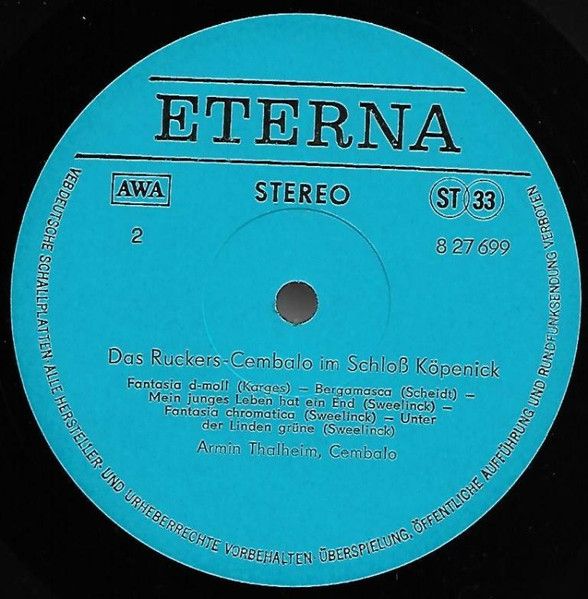 ETERNA
AWA
STEREO
ST 33
2
8 27 699
Das Ruckers-Cembalo im Schloß Köpenick
Fantasia d-moll (Karges) – Bergamasca (Scheidt) –
Mein junges Leben hat ein End (Sweelinck) –
Fantasia chromatica (Sweelinck) – Unter
der Linden grüne (Sweelinck)
Armin Thalheim, Cembalo
VEB DEUTSCHE SCHALLPLATTEN ALLE HERSTELLER- UND URHEBERRECHTE VORBEHALTEN · ÜBERSPIELUNG, ÖFFENTLICHE AUFFÜHRUNG UND RUNDFUNKSENDUNG VERBOTEN